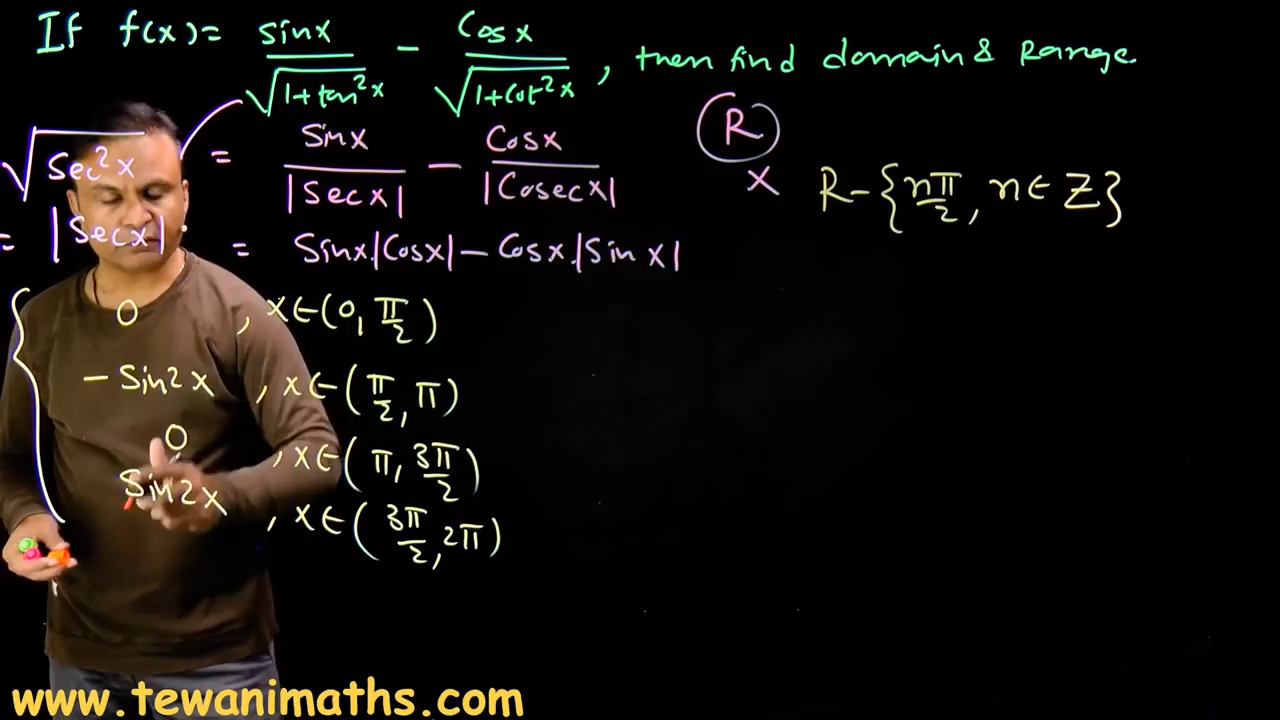 If f(x) = sinx/√(1+tan²x) − Cosx/√(1+Cot²x), then find domain & Range.
√(Sec²x) = Sinx/|Secx| − Cosx/|Cosecx|
R
× R−{nπ/2, n∈Z}
= |Secx| = Sinx|Cosx| − Cosx.|Sinx|
{ 0, x∈(0, π/2)
−Sin2x, x∈(π/2, π)
0, x∈(π, 3π/2)
Sin2x, x∈(3π/2, 2π)
www.tewanimaths.com